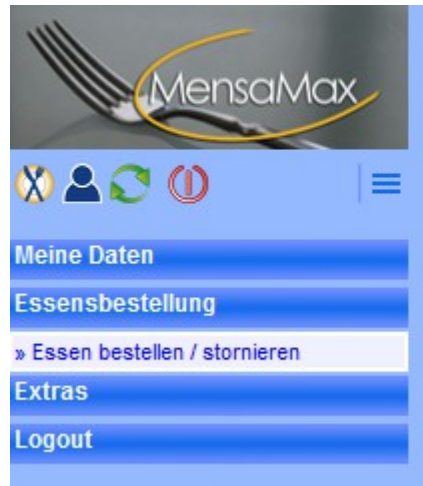 MensaMax
Meine Daten
Essensbestellung
» Essen bestellen / stornieren
Extras
Logout